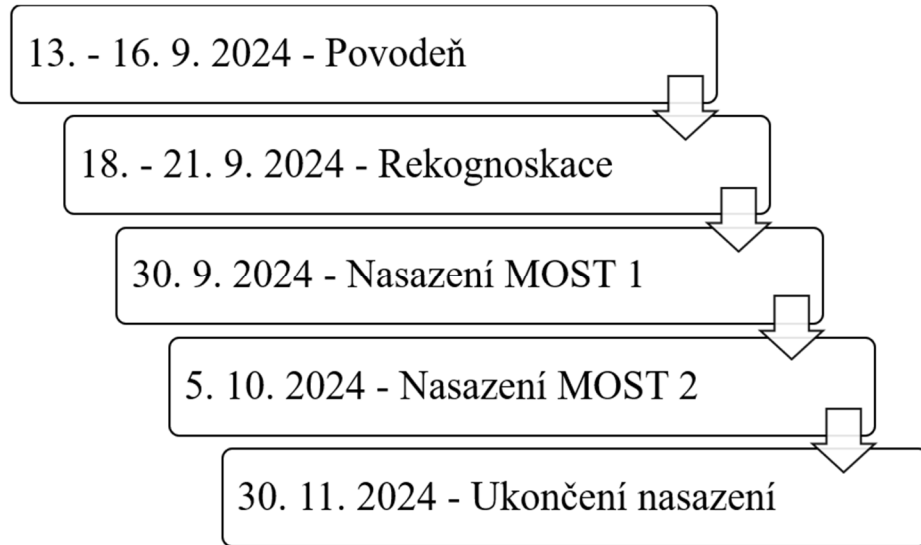 13. - 16. 9. 2024 - Povodeň
18. - 21. 9. 2024 - Rekognoskace
30. 9. 2024 - Nasazení MOST 1
5. 10. 2024 - Nasazení MOST 2
30. 11. 2024 - Ukončení nasazení